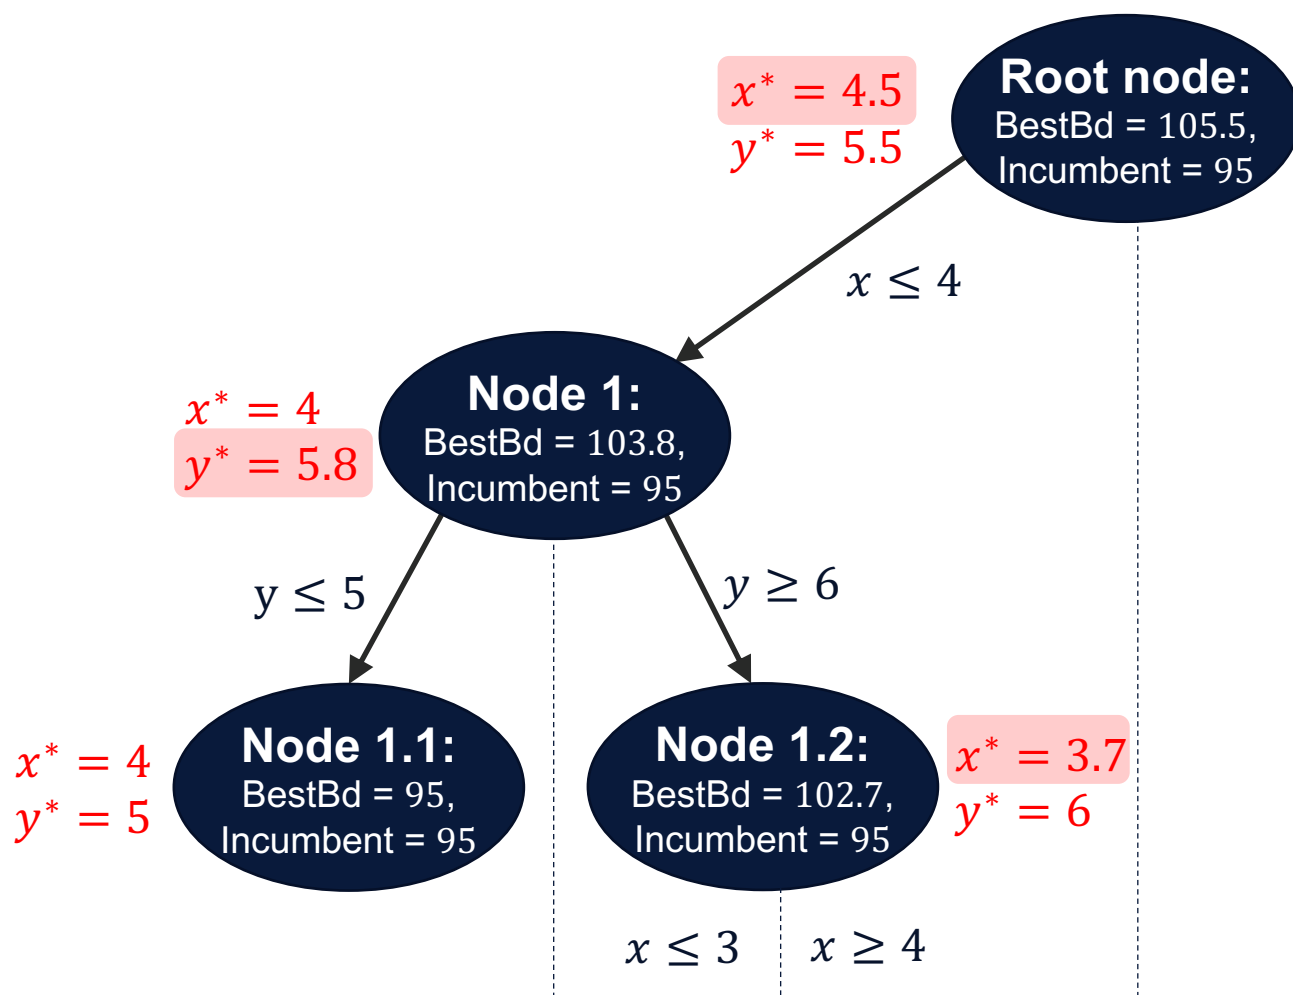 Root node:
BestBd = 105.5,
Incumbent = 95
x* = 4.5
y* = 5.5
x ≤ 4
Node 1:
BestBd = 103.8,
Incumbent = 95
x* = 4
y* = 5.8
y ≤ 5
y ≥ 6
Node 1.1:
BestBd = 95,
Incumbent = 95
x* = 4
y* = 5
Node 1.2:
BestBd = 102.7,
Incumbent = 95
x* = 3.7
y* = 6
x ≤ 3
x ≥ 4